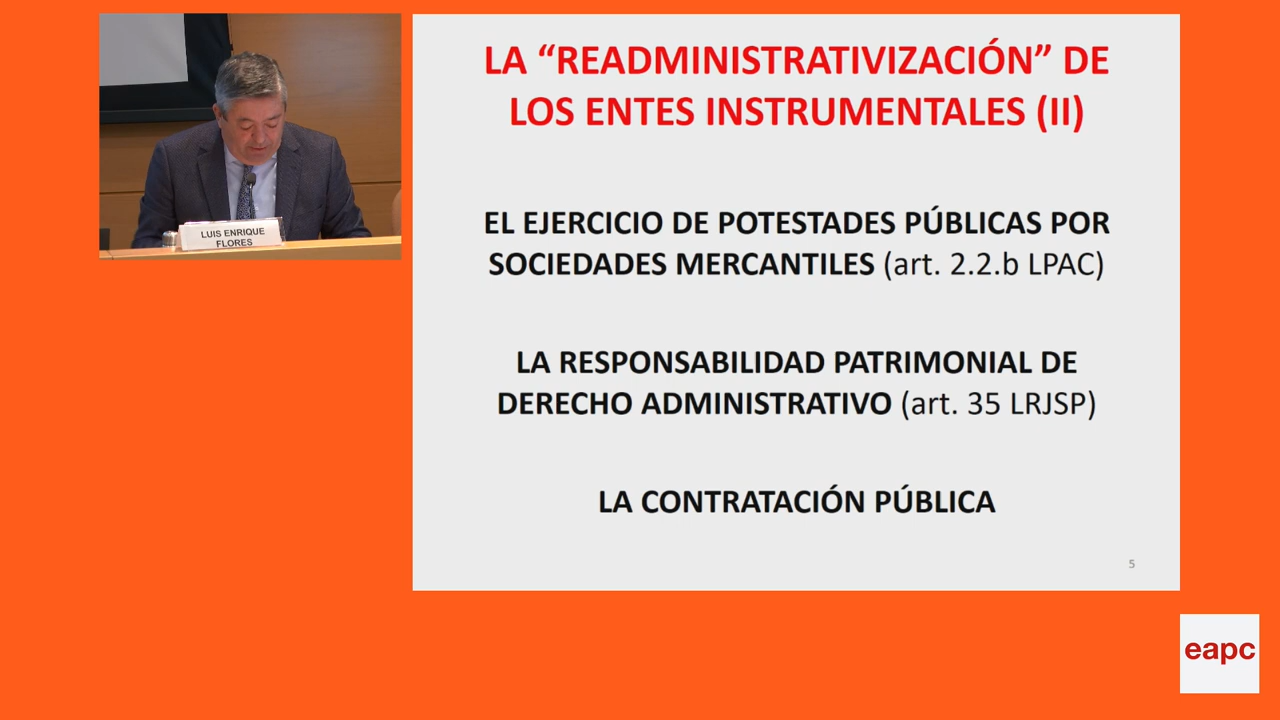 LUIS ENRIQUE
FLORES
LA “READMINISTRATIVIZACIÓN” DE
LOS ENTES INSTRUMENTALES (II)
EL EJERCICIO DE POTESTADES PÚBLICAS POR
SOCIEDADES MERCANTILES (art. 2.2.b LPAC)
LA RESPONSABILIDAD PATRIMONIAL DE
DERECHO ADMINISTRATIVO (art. 35 LRJSP)
LA CONTRATACIÓN PÚBLICA
5
eapc